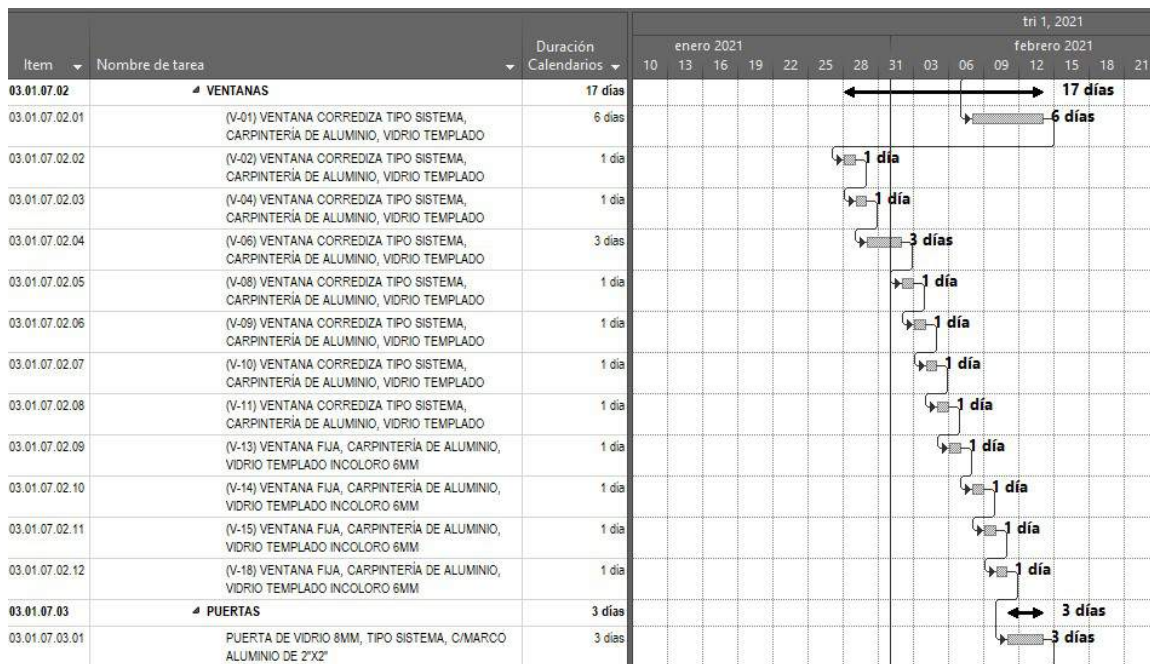 tri 1, 2021
Duración enero 2021 febrero 2021
Item Nombre de tarea Calendarios 10 13 16 19 22 25 28 31 03 06 09 12 15 18 21
03.01.07.02 VENTANAS 17 días 17 días
03.01.07.02.01 (V-01) VENTANA CORREDIZA TIPO SISTEMA, 6 días 6 días
CARPINTERÍA DE ALUMINIO, VIDRIO TEMPLADO
03.01.07.02.02 (V-02) VENTANA CORREDIZA TIPO SISTEMA, 1 día 1 día
CARPINTERÍA DE ALUMINIO, VIDRIO TEMPLADO
03.01.07.02.03 (V-04) VENTANA CORREDIZA TIPO SISTEMA, 1 día 1 día
CARPINTERÍA DE ALUMINIO, VIDRIO TEMPLADO
03.01.07.02.04 (V-06) VENTANA CORREDIZA TIPO SISTEMA, 3 días 3 días
CARPINTERÍA DE ALUMINIO, VIDRIO TEMPLADO
03.01.07.02.05 (V-08) VENTANA CORREDIZA TIPO SISTEMA, 1 día 1 día
CARPINTERÍA DE ALUMINIO, VIDRIO TEMPLADO
03.01.07.02.06 (V-09) VENTANA CORREDIZA TIPO SISTEMA, 1 día 1 día
CARPINTERÍA DE ALUMINIO, VIDRIO TEMPLADO
03.01.07.02.07 (V-10) VENTANA CORREDIZA TIPO SISTEMA, 1 día 1 día
CARPINTERÍA DE ALUMINIO, VIDRIO TEMPLADO
03.01.07.02.08 (V-11) VENTANA CORREDIZA TIPO SISTEMA, 1 día 1 día
CARPINTERÍA DE ALUMINIO, VIDRIO TEMPLADO
03.01.07.02.09 (V-13) VENTANA FIJA, CARPINTERÍA DE ALUMINIO, 1 día 1 día
VIDRIO TEMPLADO INCOLORO 6MM
03.01.07.02.10 (V-14) VENTANA FIJA, CARPINTERÍA DE ALUMINIO, 1 día 1 día
VIDRIO TEMPLADO INCOLORO 6MM
03.01.07.02.11 (V-15) VENTANA FIJA, CARPINTERÍA DE ALUMINIO, 1 día 1 día
VIDRIO TEMPLADO INCOLORO 6MM
03.01.07.02.12 (V-18) VENTANA FIJA, CARPINTERÍA DE ALUMINIO, 1 día 1 día
VIDRIO TEMPLADO INCOLORO 6MM
03.01.07.03 PUERTAS 3 días 3 días
03.01.07.03.01 PUERTA DE VIDRIO 8MM, TIPO SISTEMA, C/MARCO 3 días 3 días
ALUMINIO DE 2"X2"